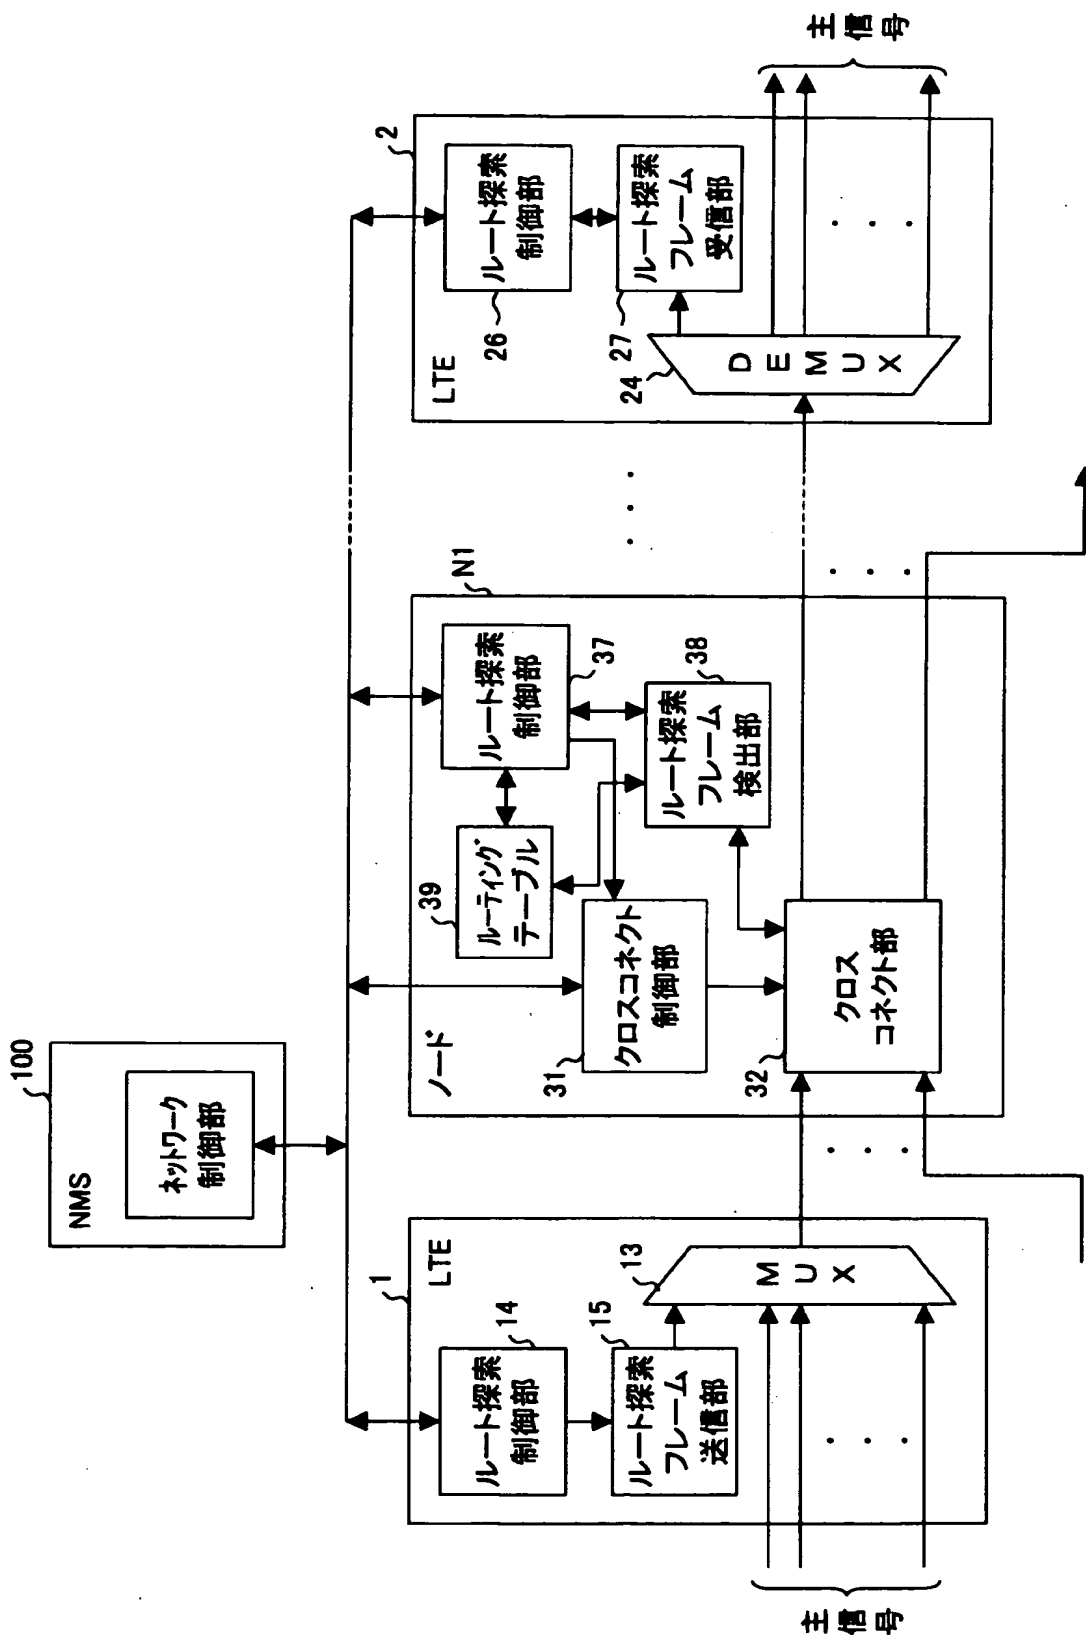 100
NMS
ネットワーク
制御部
1
LTE
ルート探索
制御部
14
ルート探索
フレーム
送信部
15
MUX
13
主信号
N1
ノード
ルート探索
制御部
37
ルーティング
テーブル
39
ルート探索
フレーム
検出部
38
クロスコネクト
制御部
31
クロス
コネクト部
32
2
LTE
ルート探索
制御部
26
ルート探索
フレーム
受信部
27
DEMUX
24
主信号